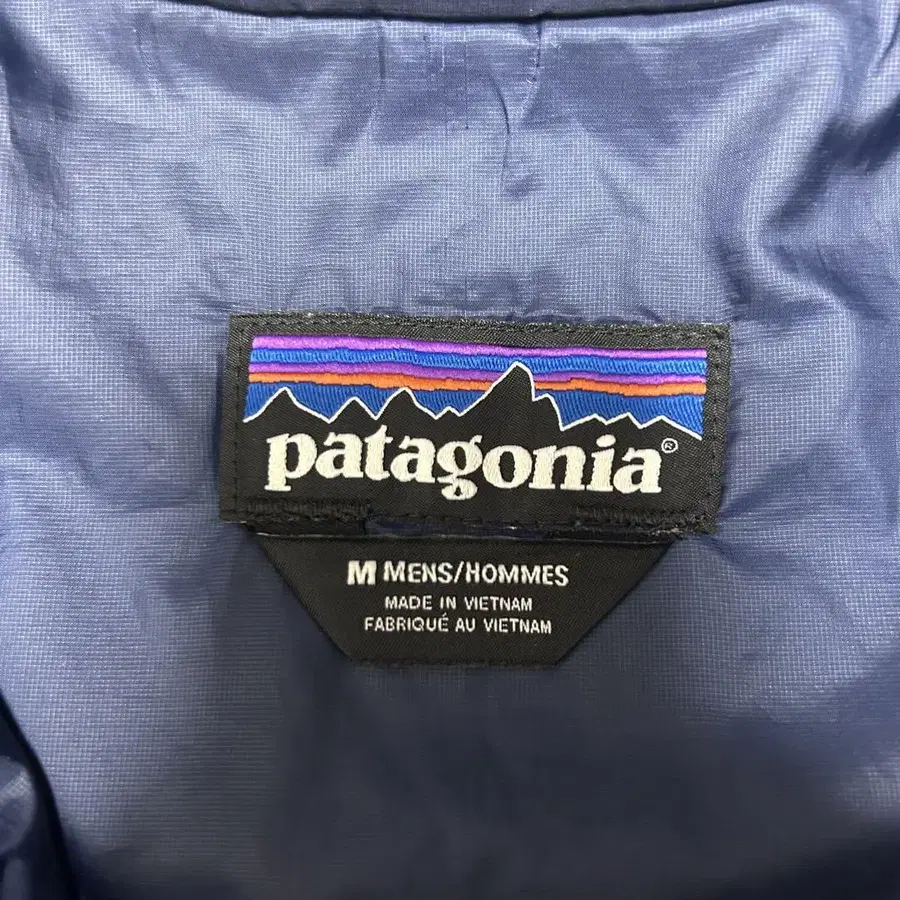 patagonia®
M MENS/HOMMES
MADE IN VIETNAM
FABRIQUÉ AU VIETNAM